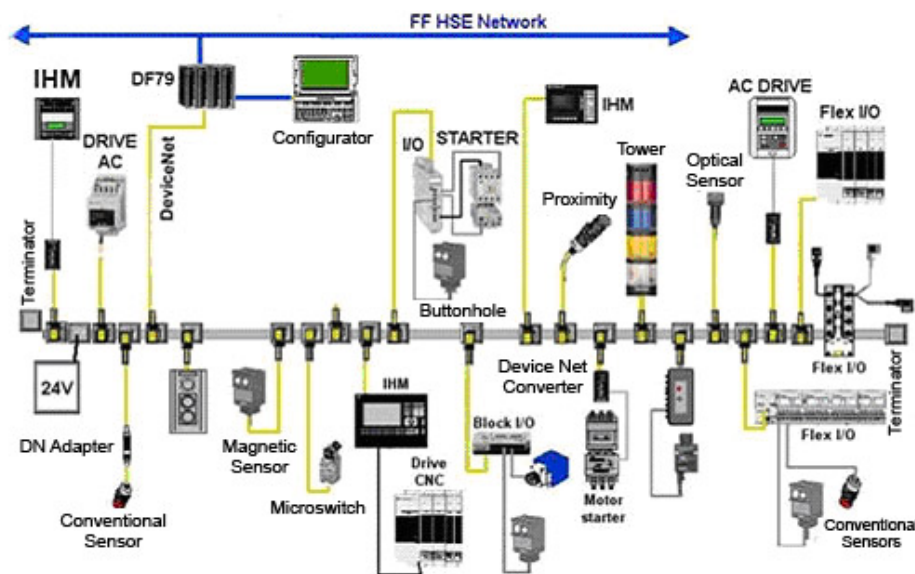 FF HSE Network
IHM
DF79
Configurator
DRIVE
AC
DeviceNet
I/O
STARTER
Buttonhole
IHM
Proximity
Tower
Optical
Sensor
AC DRIVE
Flex I/O
Terminator
24V
DN Adapter
Conventional
Sensor
Magnetic
Sensor
Microswitch
IHM
Drive
CNC
Block I/O
Device Net
Converter
Motor
starter
Flex I/O
Flex I/O
Conventional
Sensors
Terminator